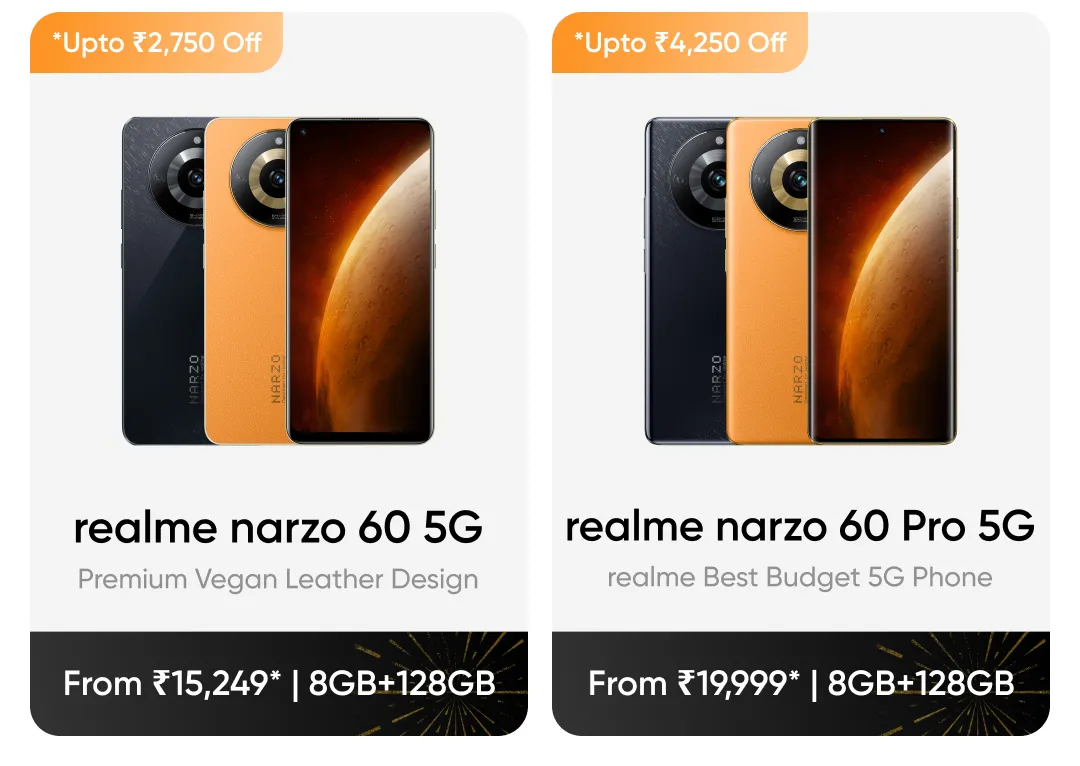 *Upto ₹2,750 Off
NARZO
NARZO
realme narzo 60 5G
Premium Vegan Leather Design
From ₹15,249* | 8GB+128GB
*Upto ₹4,250 Off
NARZO
NARZO
realme narzo 60 Pro 5G
realme Best Budget 5G Phone
From ₹19,999* | 8GB+128GB